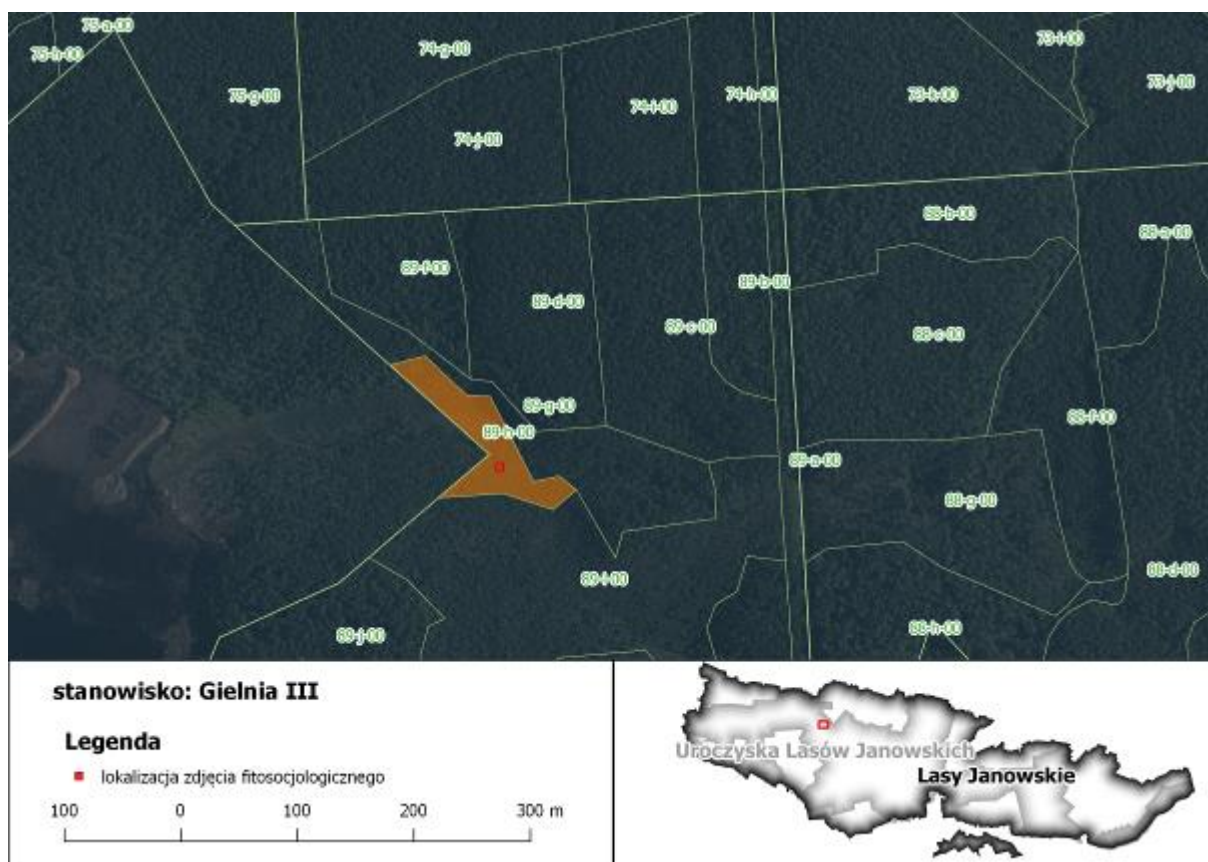 75-a-00
75-h-00
74-g-00
73-i-00
75-g-00
74-i-00
74-h-00
73-k-00
73-j-00
74-j-00
88-b-00
88-a-00
89-f-00
89-d-00
89-b-00
89-c-00
88-c-00
89-g-00
88-f-00
89-h-00
89-a-00
88-g-00
89-i-00
88-d-00
89-j-00
88-h-00
stanowisko: Gielnia III
Legenda
lokalizacja zdjęcia fitosocjologicznego
100 0 100 200 300 m
Uroczyska Lasów Janowskich
Lasy Janowskie